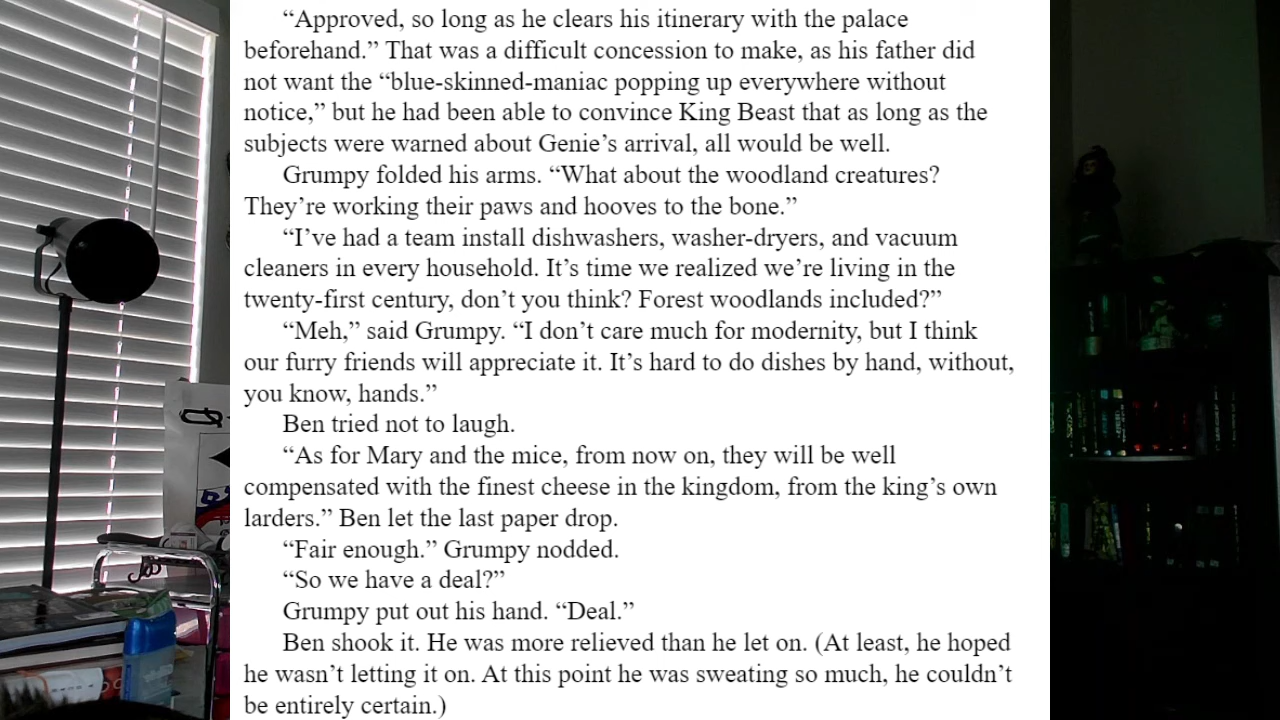 “Approved, so long as he clears his itinerary with the palace
beforehand.” That was a difficult concession to make, as his father did
not want the “blue-skinned-maniac popping up everywhere without
notice,” but he had been able to convince King Beast that as long as the
subjects were warned about Genie’s arrival, all would be well.
Grumpy folded his arms. “What about the woodland creatures?
They’re working their paws and hooves to the bone.”
“I’ve had a team install dishwashers, washer-dryers, and vacuum
cleaners in every household. It’s time we realized we’re living in the
twenty-first century, don’t you think? Forest woodlands included?”
“Meh,” said Grumpy. “I don’t care much for modernity, but I think
our furry friends will appreciate it. It’s hard to do dishes by hand, without,
you know, hands.”
Ben tried not to laugh.
“As for Mary and the mice, from now on, they will be well
compensated with the finest cheese in the kingdom, from the king’s own
larders.” Ben let the last paper drop.
“Fair enough.” Grumpy nodded.
“So we have a deal?”
Grumpy put out his hand. “Deal.”
Ben shook it. He was more relieved than he let on. (At least, he hoped
he wasn’t letting it on. At this point he was sweating so much, he couldn’t
be entirely certain.)